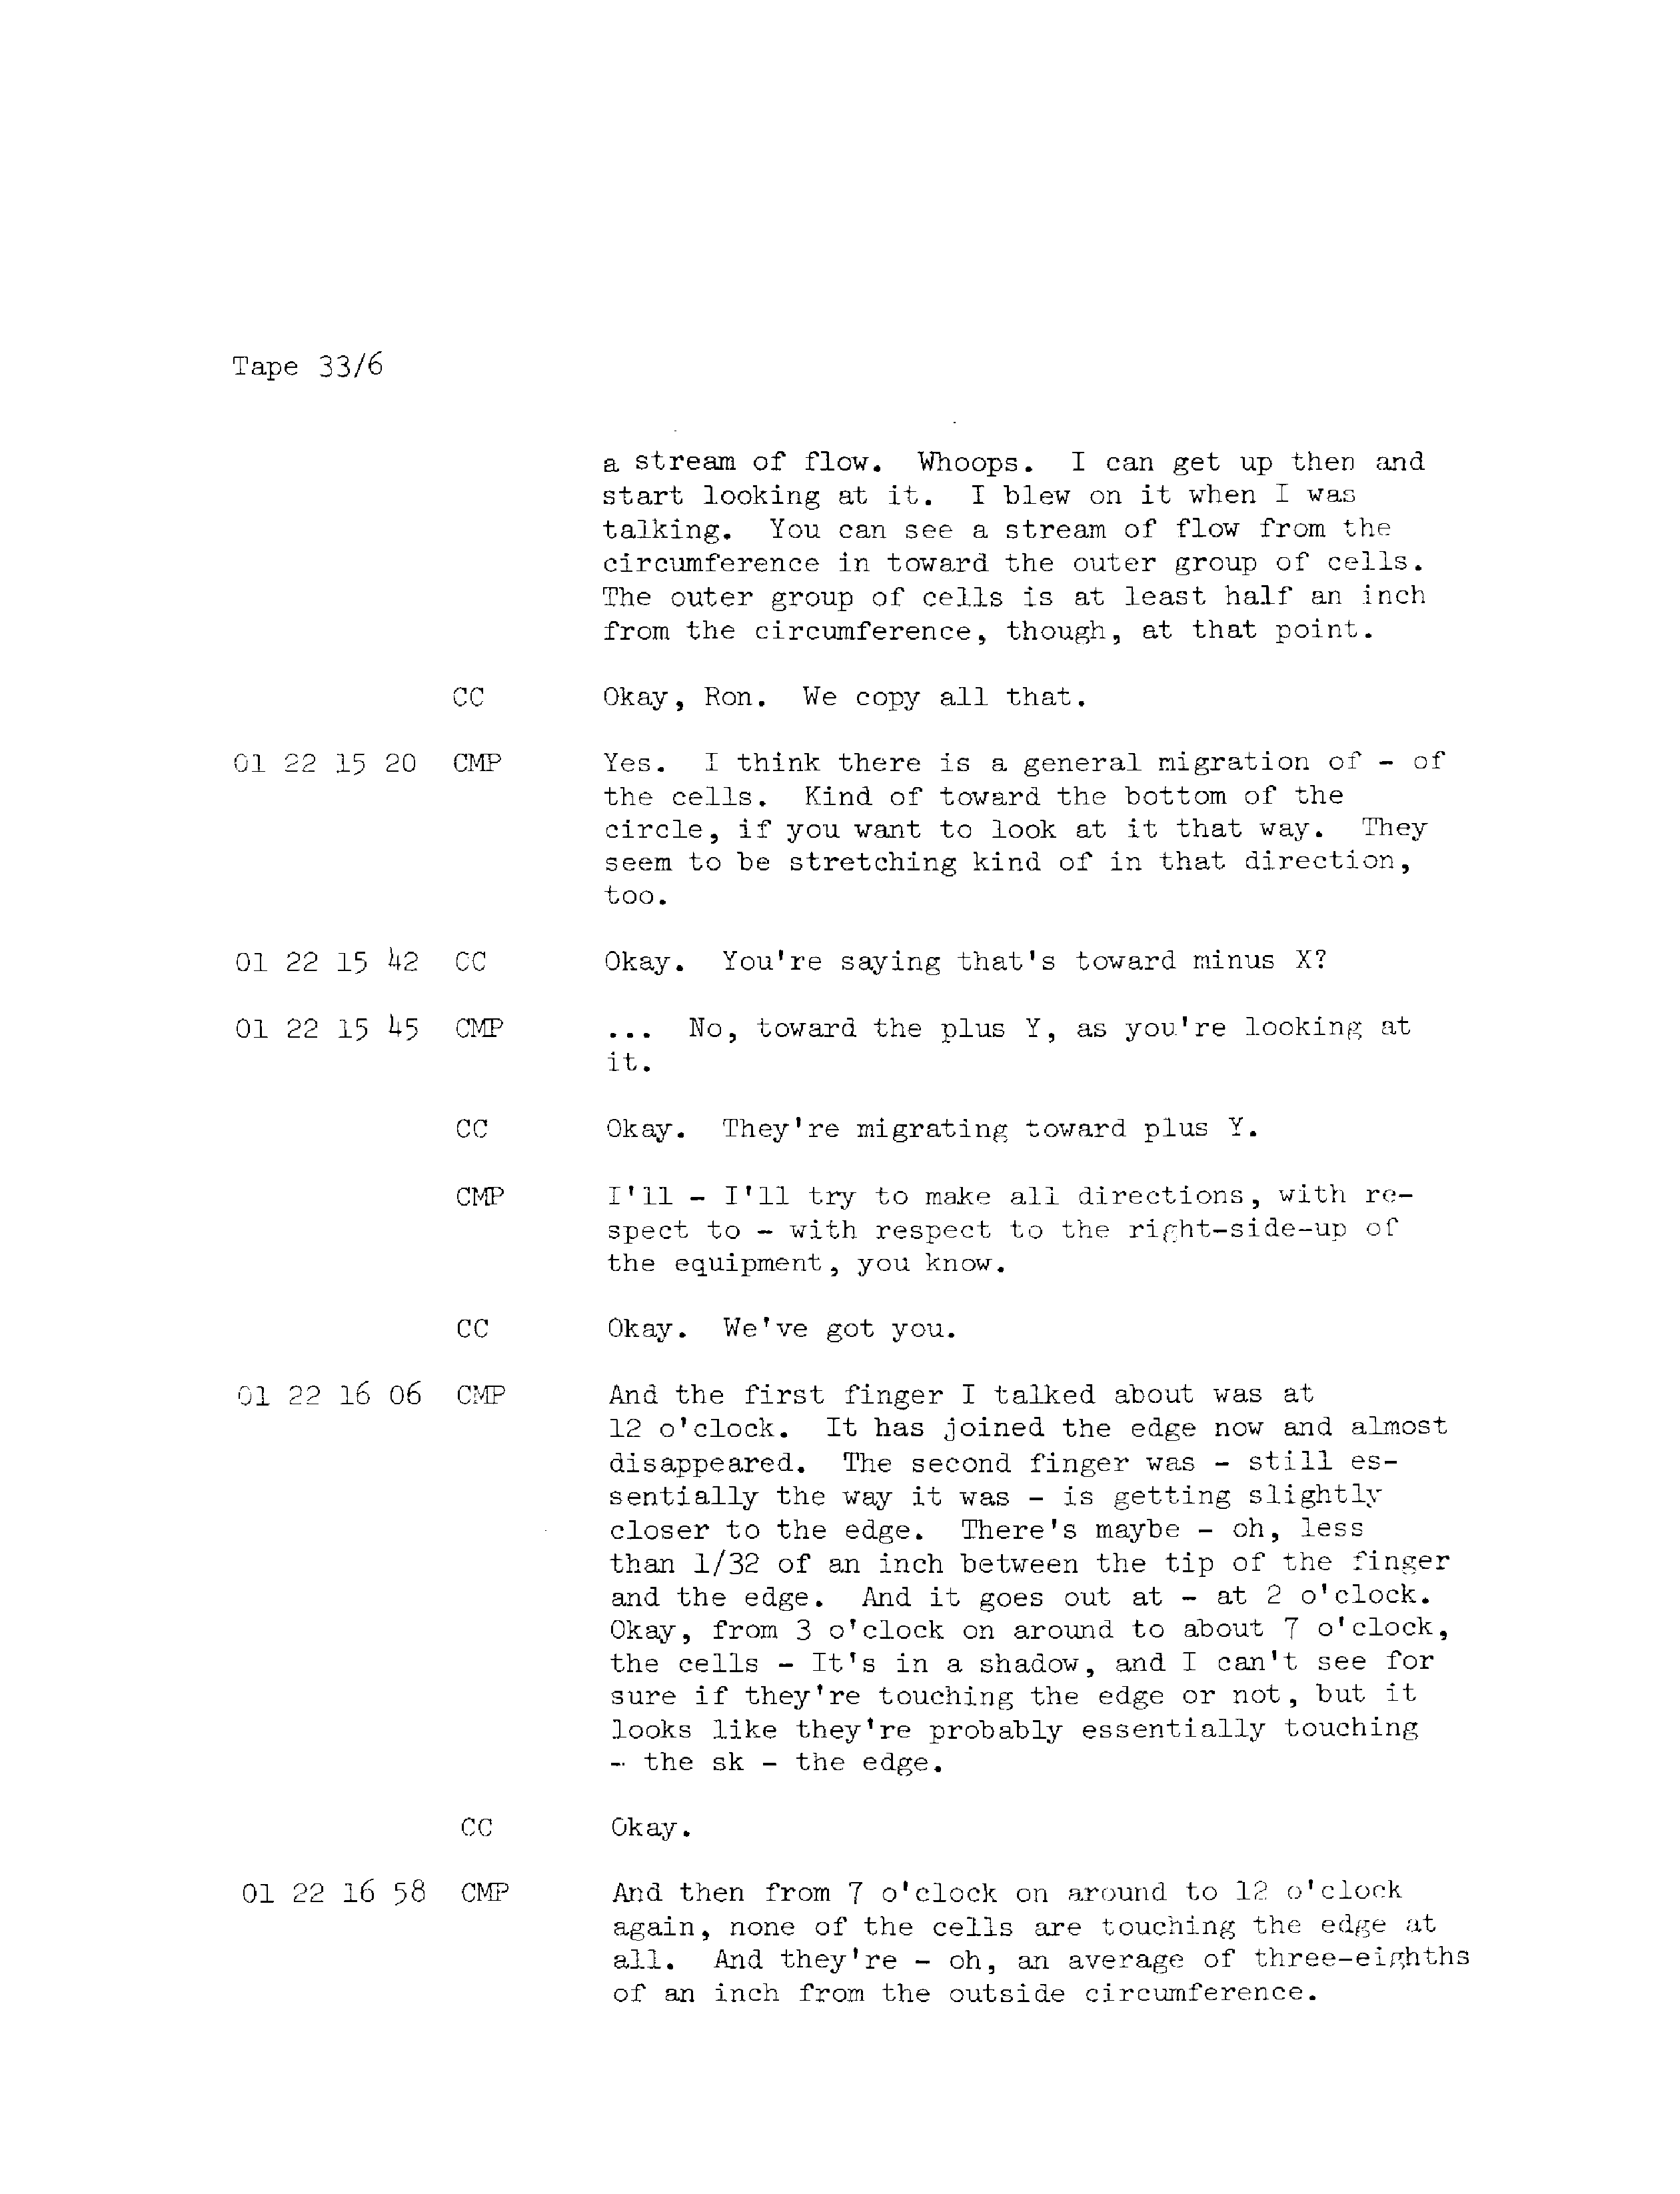 Tape 33/6
a stream of flow. Whoops. I can get up then and
start looking at it. I blew on it when I was
talking. You can see a stream of flow from the
circumference in toward the outer group of cells.
The outer group of cells is at least half an inch
from the circumference, though, at that point.
CC Okay, Ron. We copy all that.
01 22 15 20 CMP Yes. I think there is a general migration of - of
the cells. Kind of toward the bottom of the
circle, if you want to look at it that way. They
seem to be stretching kind of in that direction,
too.
01 22 15 42 CC Okay. You're saying that's toward minus X?
01 22 15 45 CMP ... No, toward the plus Y, as you're looking at
it.
CC Okay. They're migrating toward plus Y.
CMP I'll - I'll try to make all directions, with re-
spect to - with respect to the right-side-up of
the equipment, you know.
CC Okay. We've got you.
01 22 16 06 CMP And the first finger I talked about was at
12 o'clock. It has joined the edge now and almost
disappeared. The second finger was - still es-
sentially the way it was - is getting slightly
closer to the edge. There's maybe - oh, less
than 1/32 of an inch between the tip of the finger
and the edge. And it goes out at - at 2 o'clock.
Okay, from 3 o'clock on around to about 7 o'clock,
the cells - It's in a shadow, and I can't see for
sure if they're touching the edge or not, but it
looks like they're probably essentially touching
- the sk - the edge.
CC Okay.
01 22 16 58 CMP And then from 7 o'clock on around to 12 o'clock
again, none of the cells are touching the edge at
all. And they're - oh, an average of three-eighths
of an inch from the outside circumference.